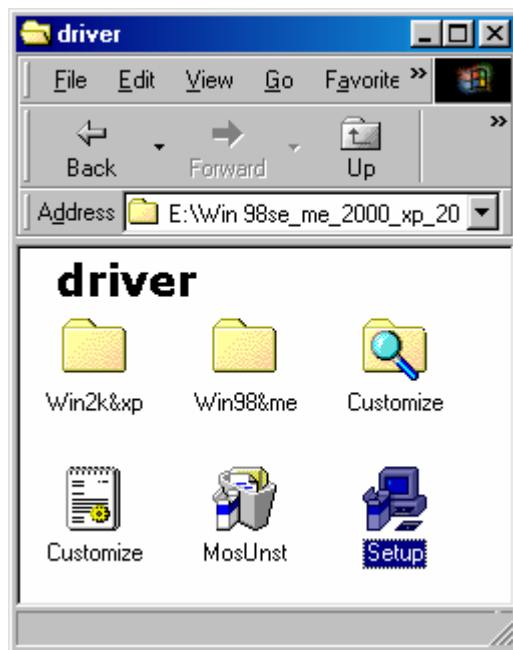 driver
File Edit View Go Favorite »
Back Forward Up »
Address E:\Win 98se_me_2000_xp_20
driver
Win2k&xp Win98&me Customize
Customize MosUnst Setup